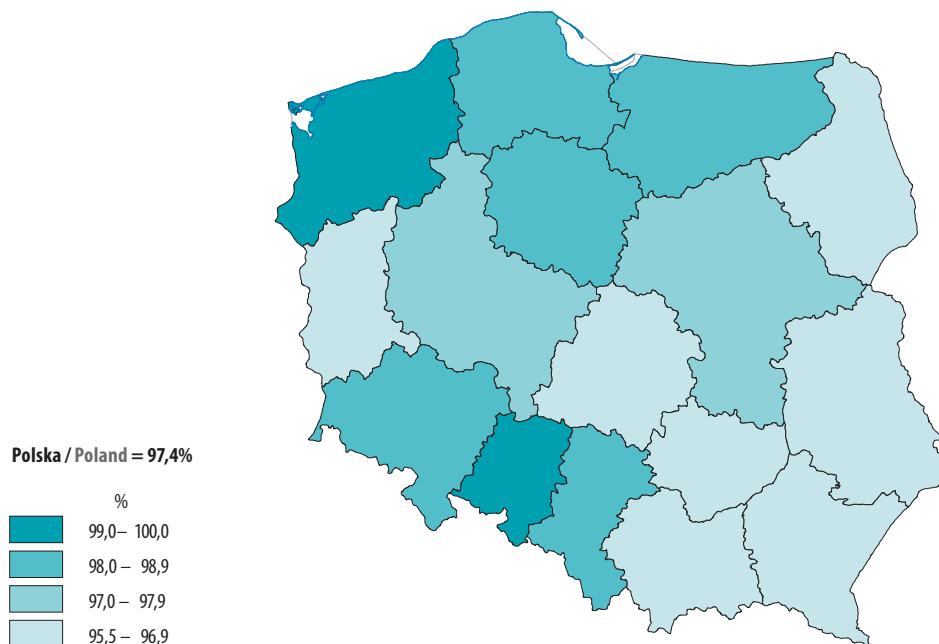 Polska / Poland = 97,4%
%
99,0 – 100,0
98,0 – 98,9
97,0 – 97,9
95,5 – 96,9